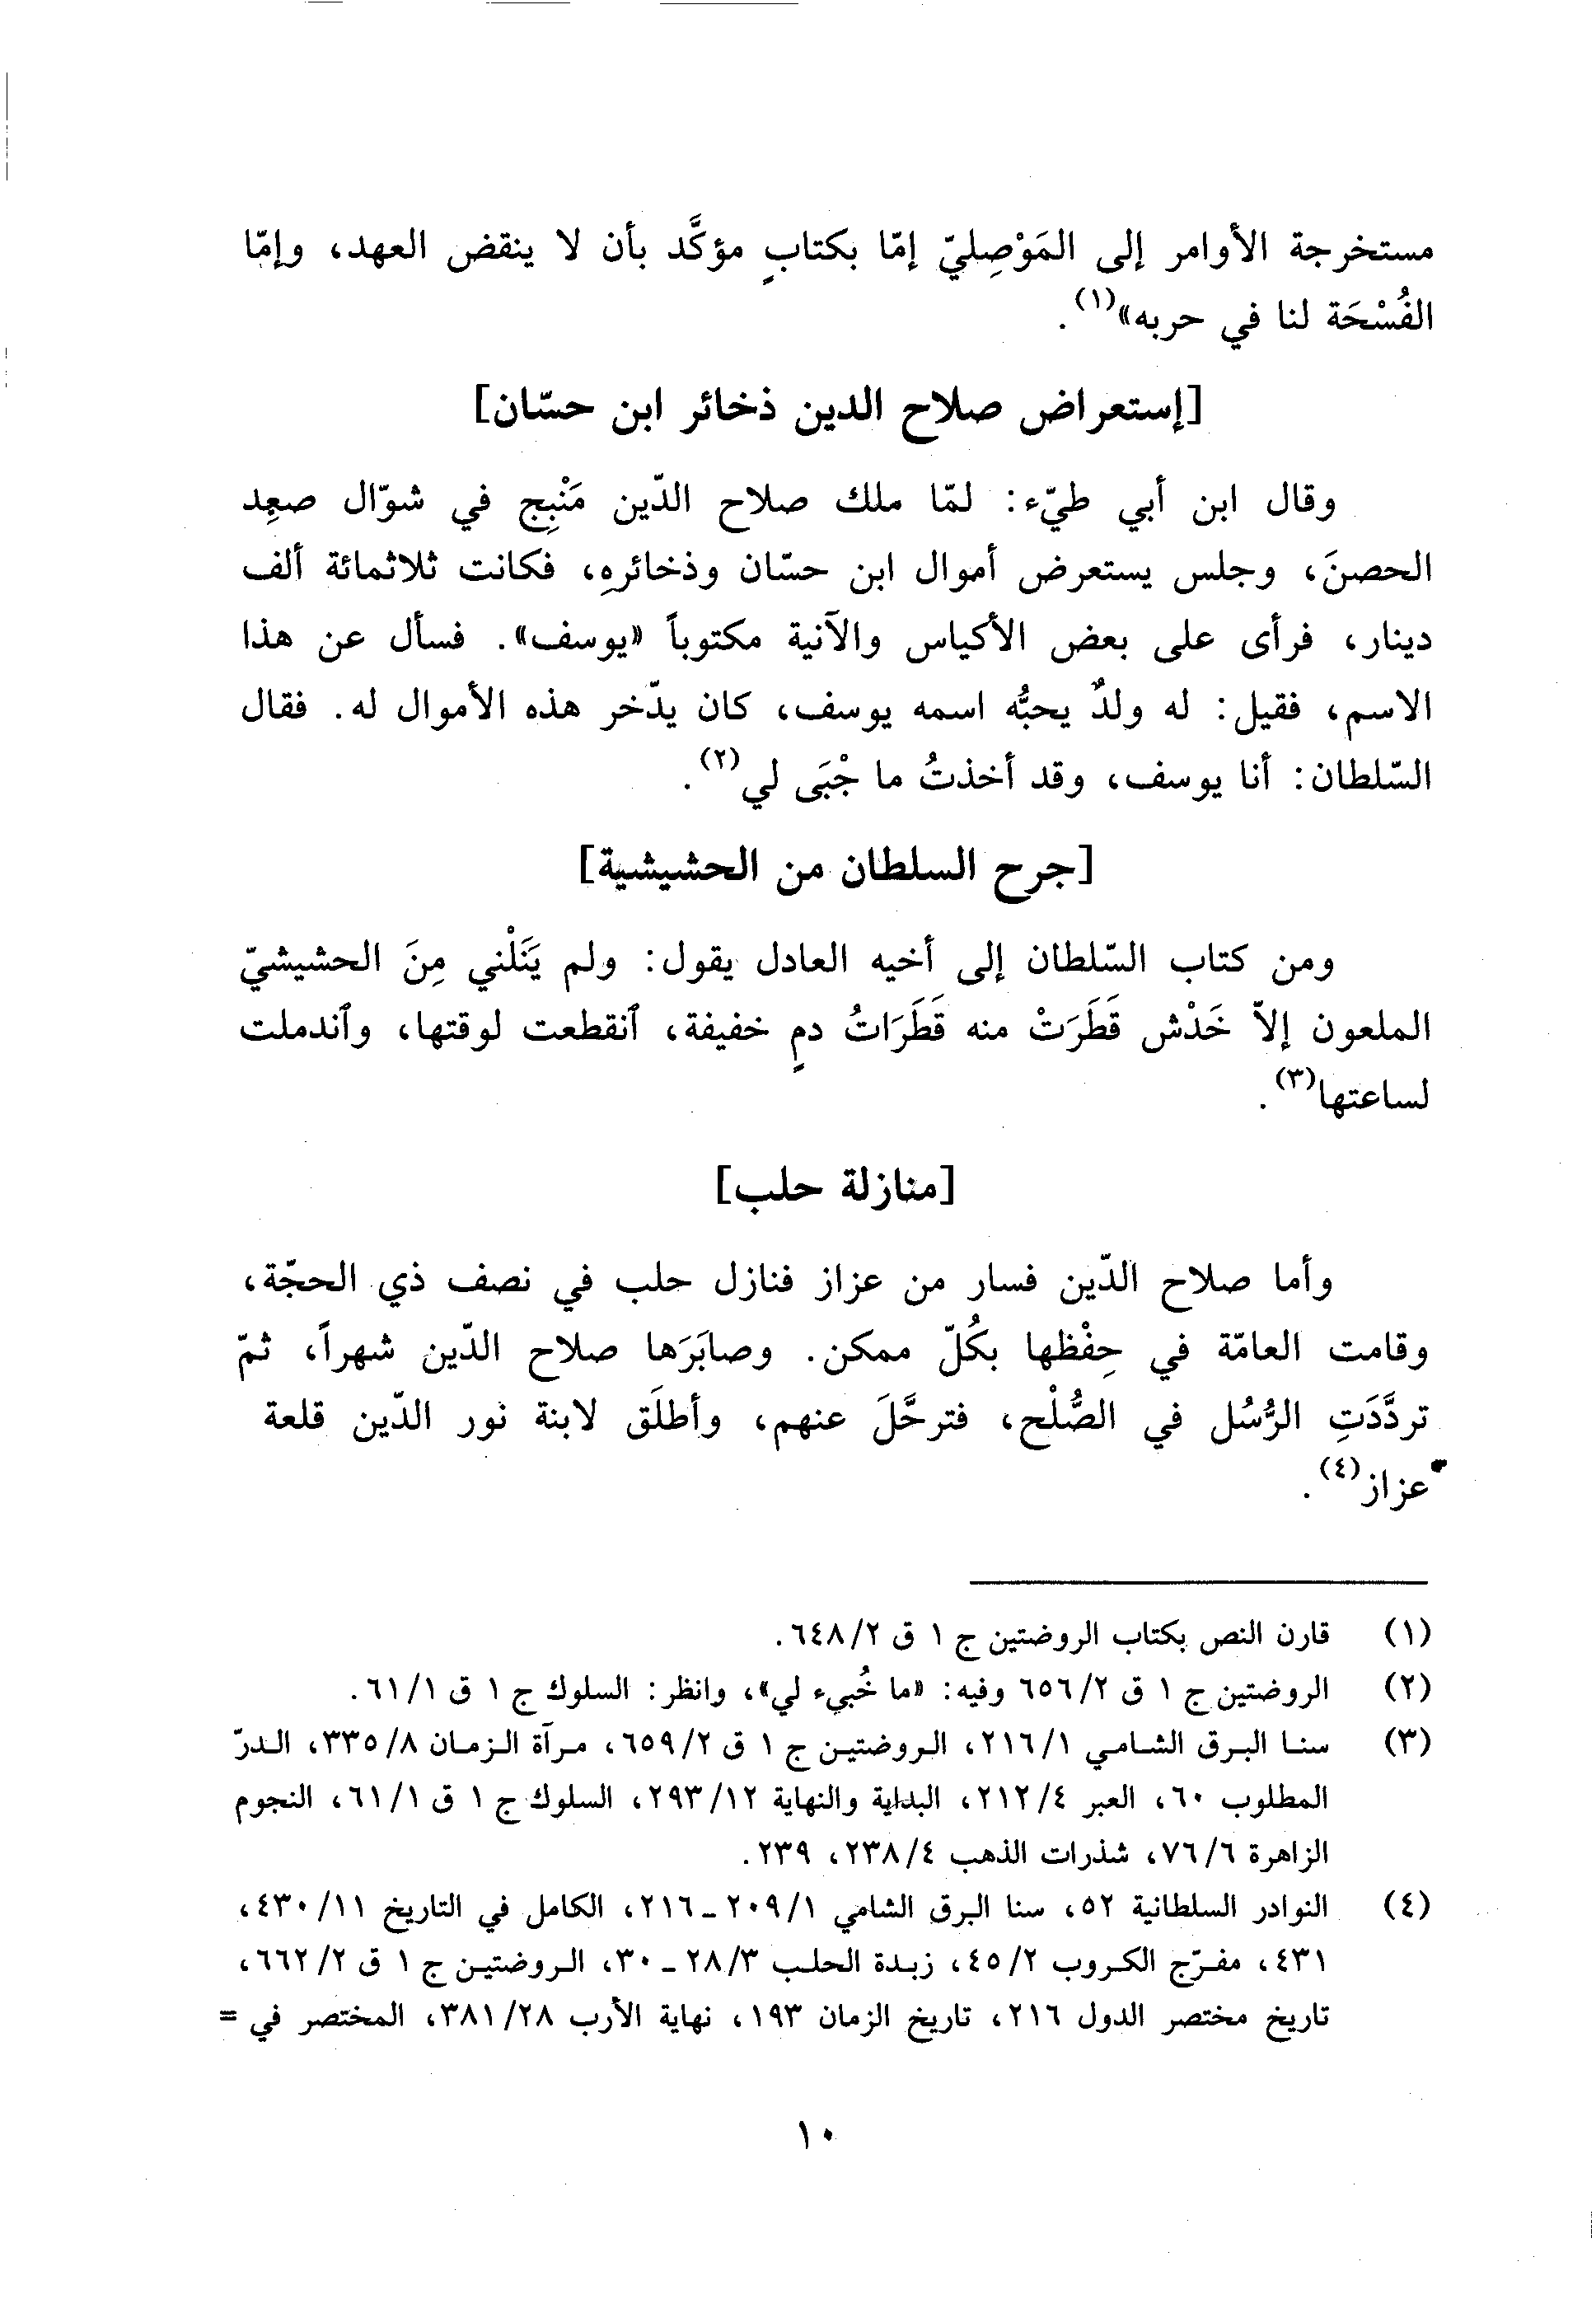 مستخرجة الأوامر إلى المَوْصِليّ إمّا بكتابٍ مؤكَّد بأن لا ينقض العهد، وإمّا
الفُسْحَة لنا في حربه»(١).
[إستعراض صلاح الدين ذخائر ابن حسّان]
وقال ابن أبي طيّء: لمّا ملك صلاح الدّين مَنْبِج في شوّال صعِد
الحصنَ، وجلس يستعرض أموال ابن حسّان وذخائرهِ، فكانت ثلاثمائة ألف
دينار، فرأى على بعض الأكياس والآنية مكتوباً «يوسف». فسأل عن هذا
الاسم، فقيل: له ولدٌ يحبُّه اسمه يوسف، كان يدّخر هذه الأموال له. فقال
السّلطان: أنا يوسف، وقد أخذتُ ما جْبَى لي(٢).
[جرح السلطان من الحشيشية]
ومن كتاب السّلطان إلى أخيه العادل يقول: ولم يَنَلْني مِنَ الحشيشيّ
الملعون إلاّ خَدْش قَطَرَتْ منه قَطَرَاتُ دمٍ خفيفة، ٱنقطعت لوقتها، وٱندملت
لساعتها(٣).
[منازلة حلب]
وأما صلاح الدّين فسار من عزاز فنازل حلب في نصف ذي الحجّة،
وقامت العامّة في حِفْظها بكُلّ ممكن. وصابَرَها صلاح الدّين شهراً، ثمّ
تردَّدَتِ الرُّسُل في الصُّلْح، فترحَّلَ عنهم، وأطلَق لابنة نور الدّين قلعة
عزاز(٤).
(١) قارن النص بكتاب الروضتين ج ١ ق ٦٤٨/٢.
(٢) الروضتين ج ١ ق ٦٥٦/٢ وفيه: «ما خُبيء لي»، وانظر: السلوك ج ١ ق ٦١/١.
(٣) سنا البرق الشامي ٢١٦/١، الروضتين ج ١ ق ٦٥٩/٢، مرآة الزمان ٣٣٥/٨، الدرّ
المطلوب ٦٠، العبر ٢١٢/٤، البداية والنهاية ٢٩٣/١٢، السلوك ج ١ ق ٦١/١، النجوم
الزاهرة ٧٦/٦، شذرات الذهب ٢٣٨/٤، ٢٣٩.
(٤) النوادر السلطانية ٥٢، سنا البرق الشامي ٢٠٩/١ ـ ٢١٦، الكامل في التاريخ ٤٣٠/١١،
٤٣١، مفرّج الكروب ٤٥/٢، زبدة الحلب ٢٨/٣ ـ ٣٠، الروضتين ج ١ ق ٦٦٢/٢،
تاريخ مختصر الدول ٢١٦، تاريخ الزمان ١٩٣، نهاية الأرب ٣٨١/٢٨، المختصر في =
١٠